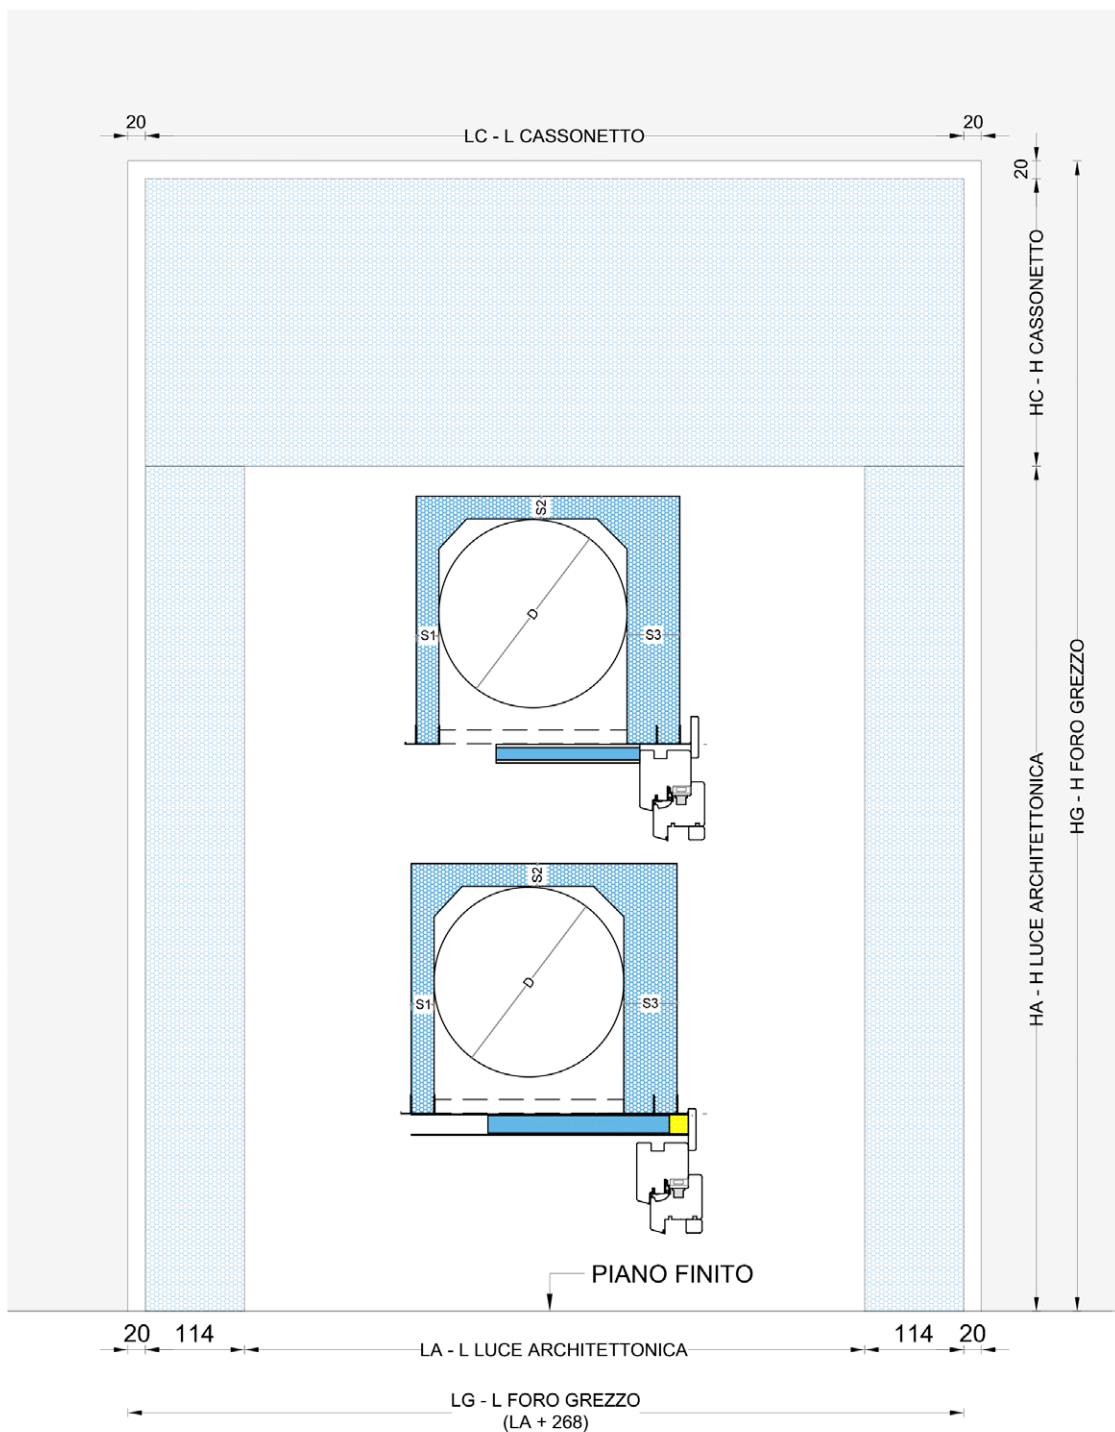 20
LC - L CASSONETTO
20
20
HC - H CASSONETTO
HG - H FORO GREZZO
HA - H LUCE ARCHITETTONICA
S2
D
S1
S3
S2
D
S1
S3
PIANO FINITO
20
114
LA - L LUCE ARCHITETTONICA
114
20
LG - L FORO GREZZO
(LA + 268)